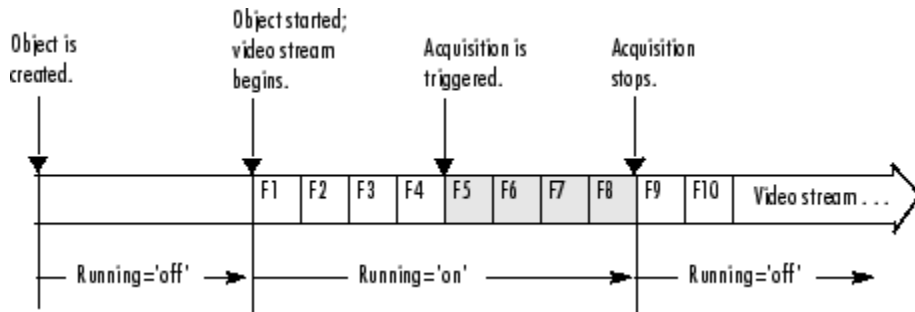 Object is
created.
Object started;
video stream
begins.
Acquisition is
triggered.
Acquisition
stops.
F1 F2 F3 F4 F5 F6 F7 F8 F9 F10 Video stream . . .
Running='off' Running='on' Running='off'